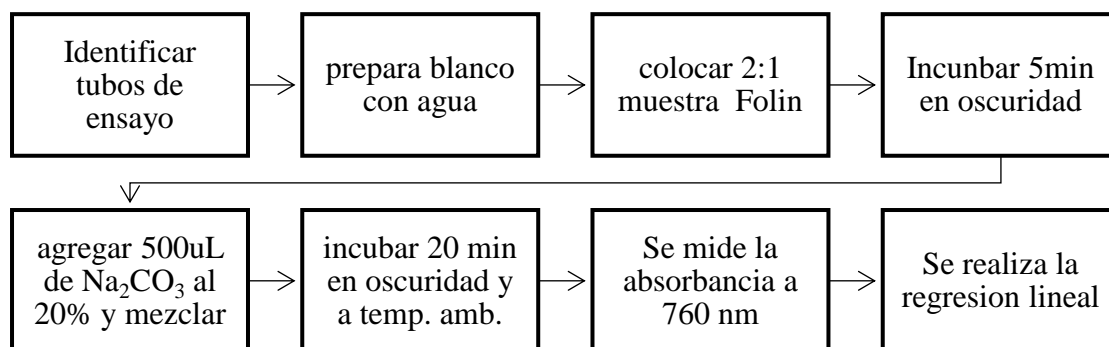 Identificar
tubos de
ensayo
prepara blanco
con agua
colocar 2:1
muestra  Folin
Incunbar 5min
en oscuridad
agregar 500uL
de Na₂CO₃ al
20% y mezclar
incubar 20 min
en oscuridad y
a temp. amb.
Se mide la
absorbancia a
760 nm
Se realiza la
regresion lineal